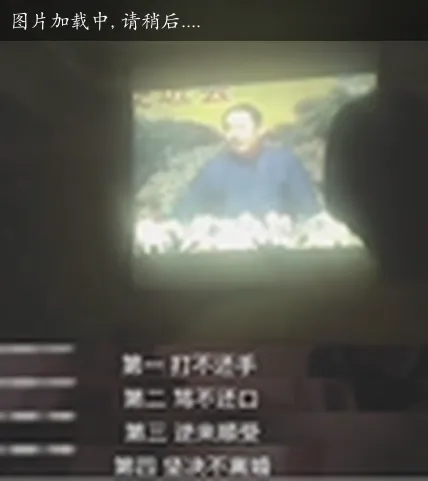 图片加载中, 请稍后....
第一 打不还手
第二 骂不还口
第三 逆来顺受
第四 坚决不离婚